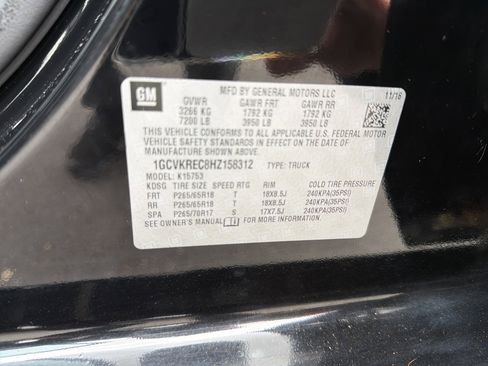 GM
MFD BY GENERAL MOTORS LLC 11/16
GVWR GAWR FRT GAWR RR
3266 KG 1792 KG 1792 KG
7200 LB 3950 LB 3950 LB
THIS VEHICLE CONFORMS TO ALL APPLICABLE U.S. FEDERAL MOTOR
VEHICLE SAFETY AND THEFT PREVENTION STANDARDS IN
EFFECT ON THE DATE OF MANUFACTURE SHOWN ABOVE.
1GCVKREC8HZ158312 TYPE: TRUCK
MODEL: K15753
KDSG TIRE SIZE SPEED RTG RIM COLD TIRE PRESSURE
FRT P265/65R18 T 18X8.5J 240KPA(35PSI)
RR P265/65R18 T 18X8.5J 240KPA(35PSI)
SPA P265/70R17 S 17X7.5J 240KPA(35PSI)
SEE OWNER'S MANUAL FOR MORE INFORMATION.